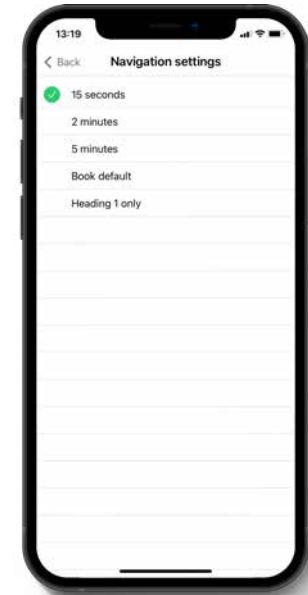 13:19
Back Navigation settings
15 seconds
2 minutes
5 minutes
Book default
Heading 1 only